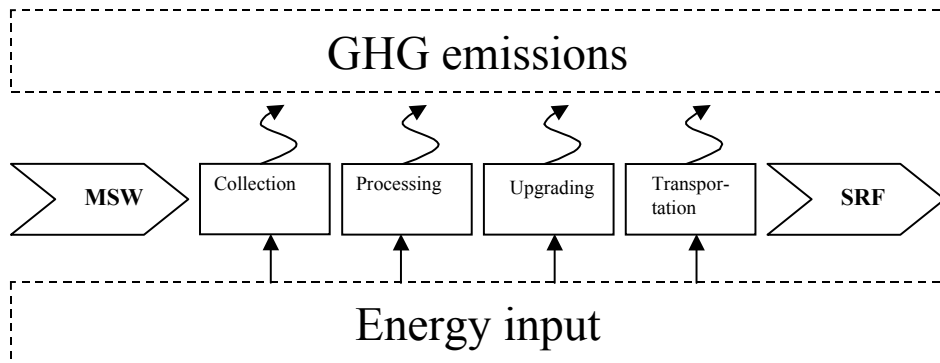 GHG emissions
MSW
Collection
Processing
Upgrading
Transpor-
tation
SRF
Energy input